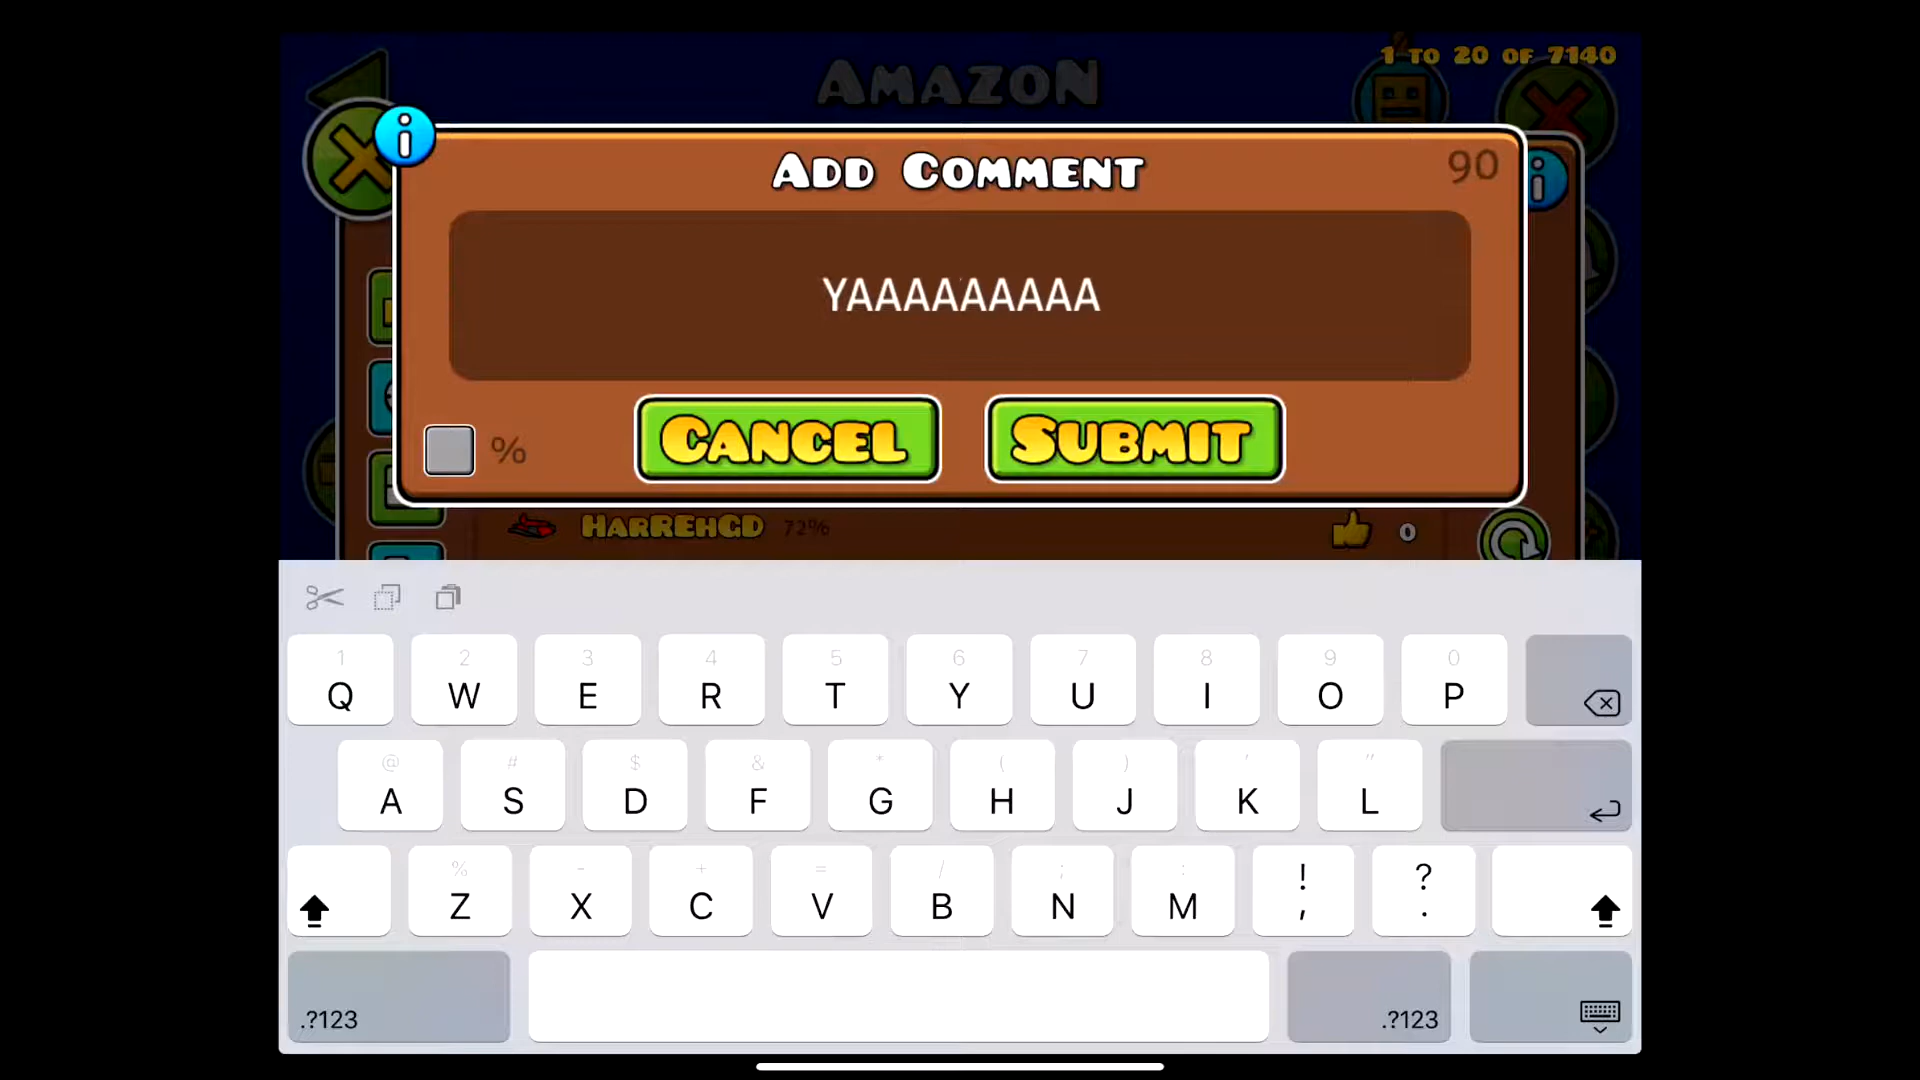 AMAZON
1 TO 20 OF 7140
i
ADD COMMENT
90
i
YAAAAAAAAA
%
CANCEL
SUBMIT
HARREHGD 72%
0
1 2 3 4 5 6 7 8 9 0
Q W E R T Y U I O P
@ # $ & * ( ) ' "
A S D F G H J K L
% - + = / ; : ! ?
Z X C V B N M , .
.?123
.?123